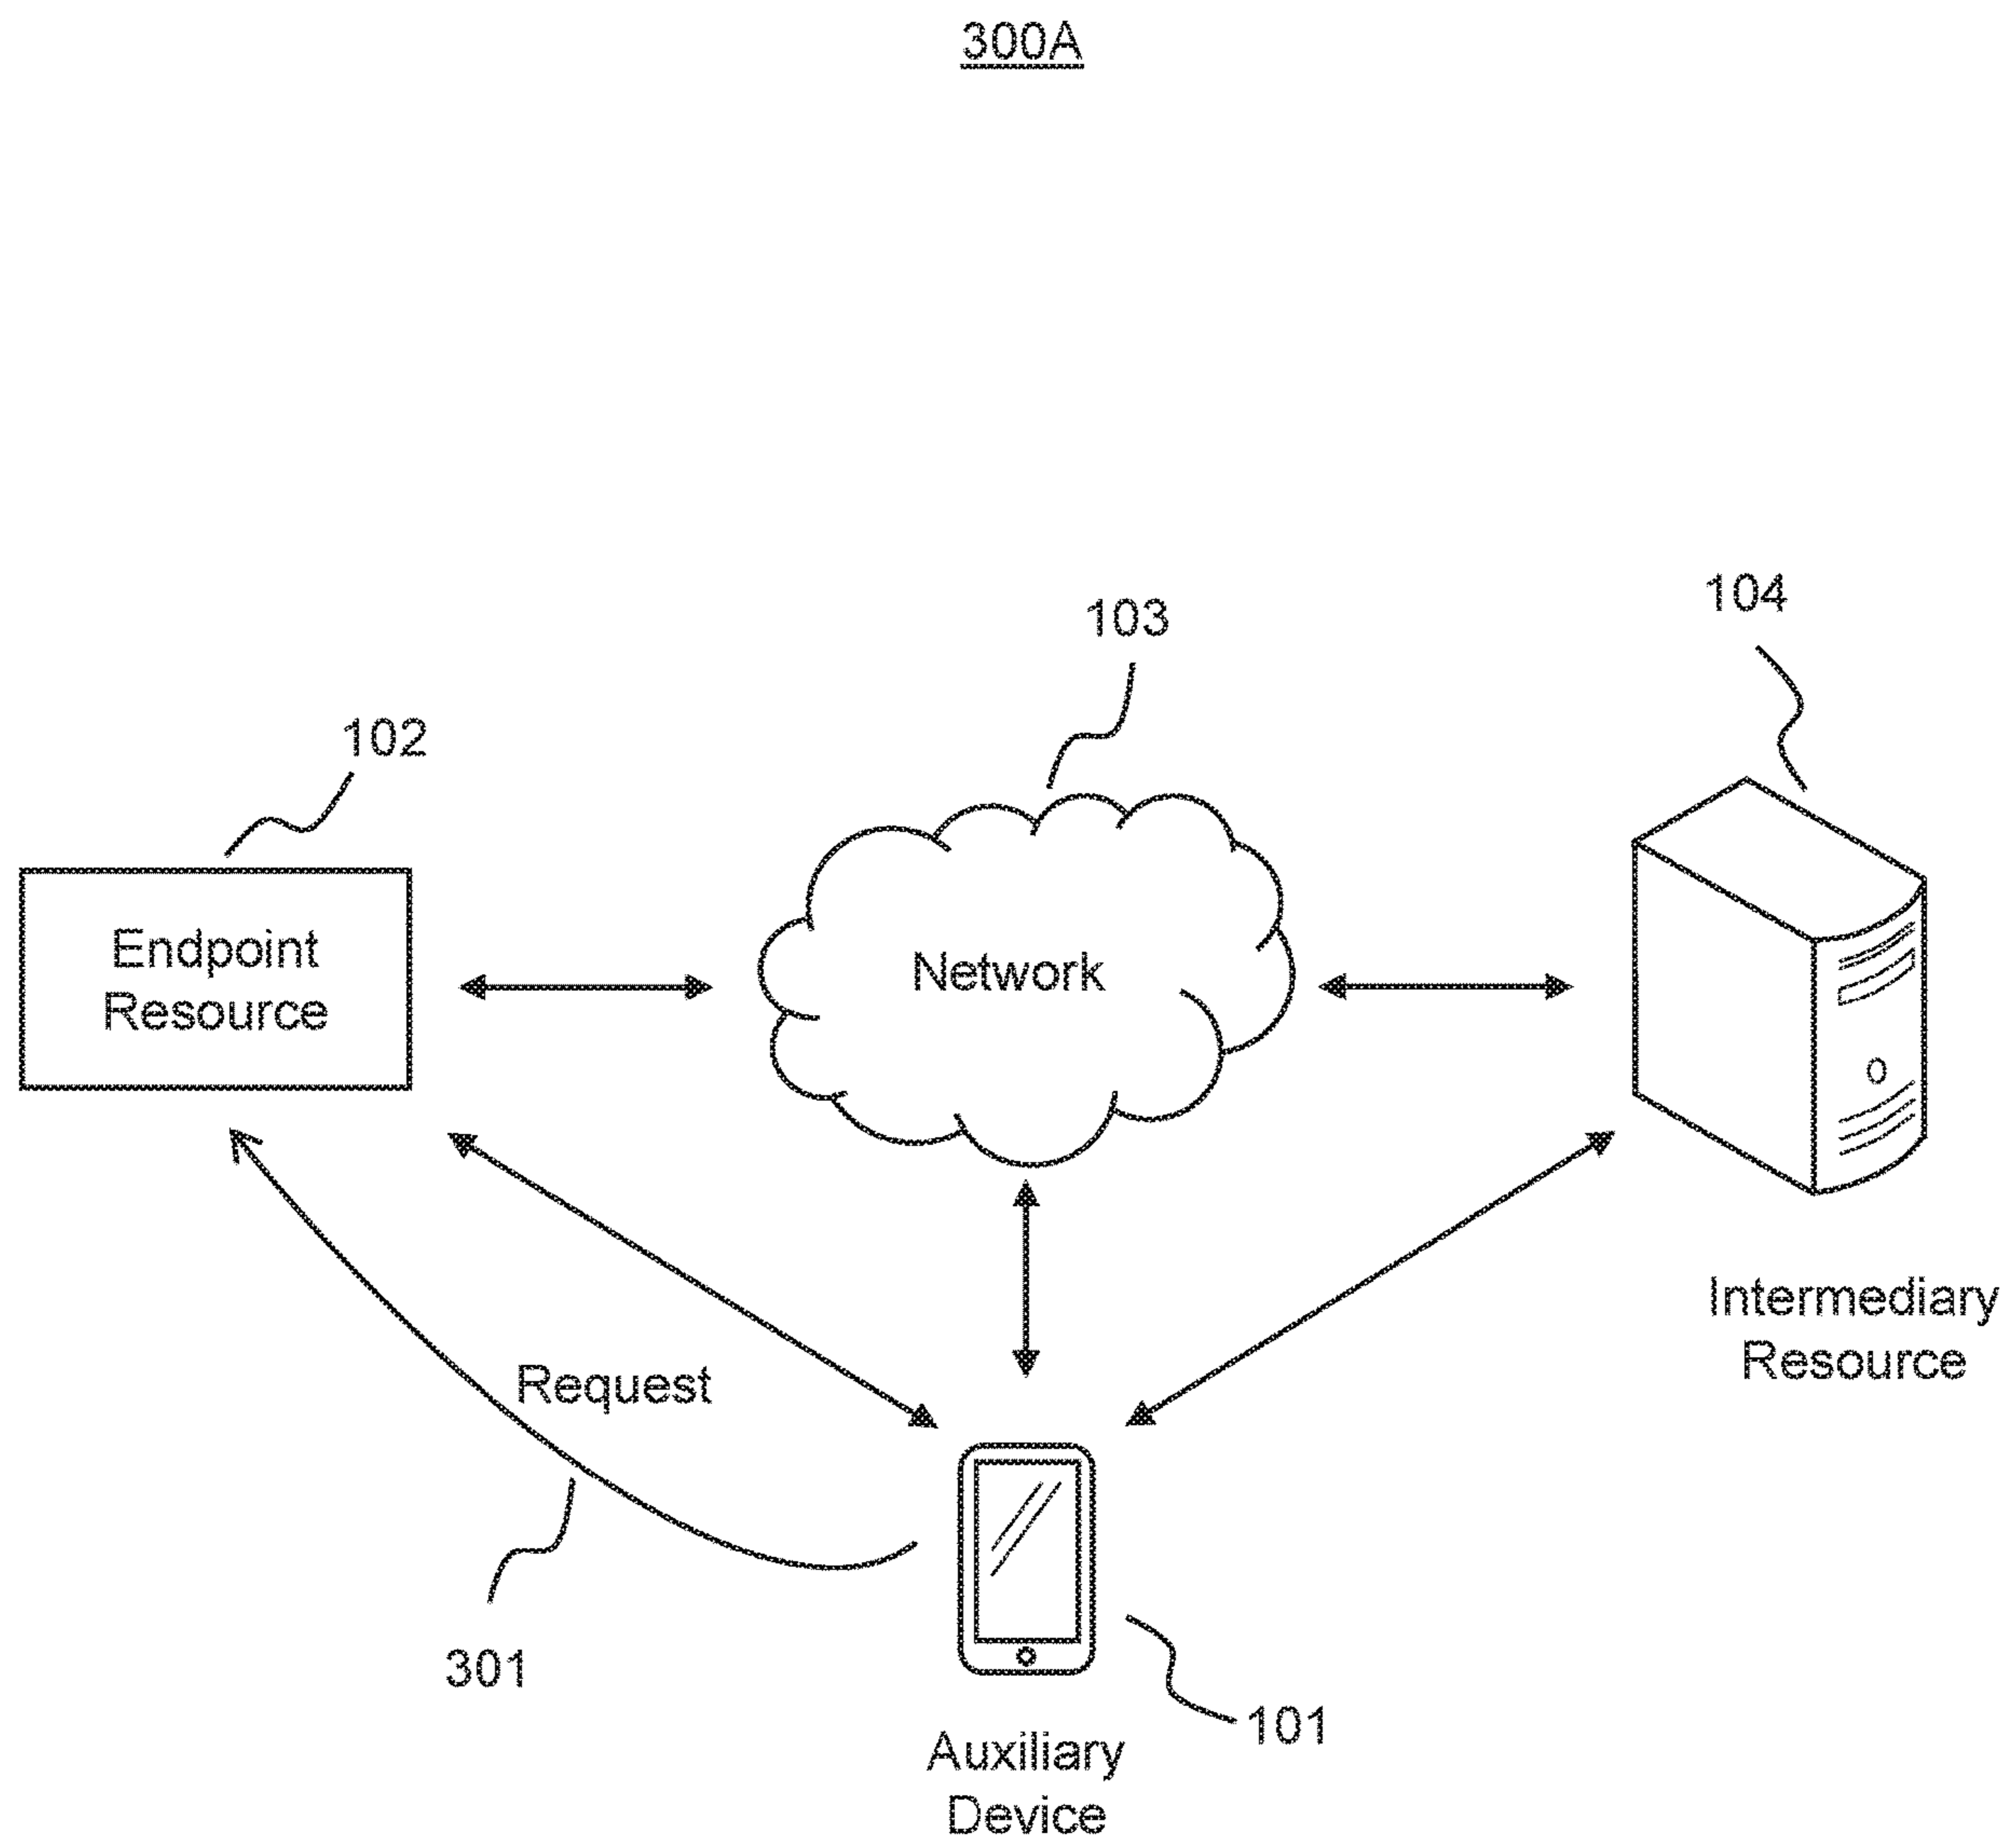 300A
104
103
102
Endpoint
Resource
Network
Intermediary
Resource
Request
301
101
Auxiliary
Device